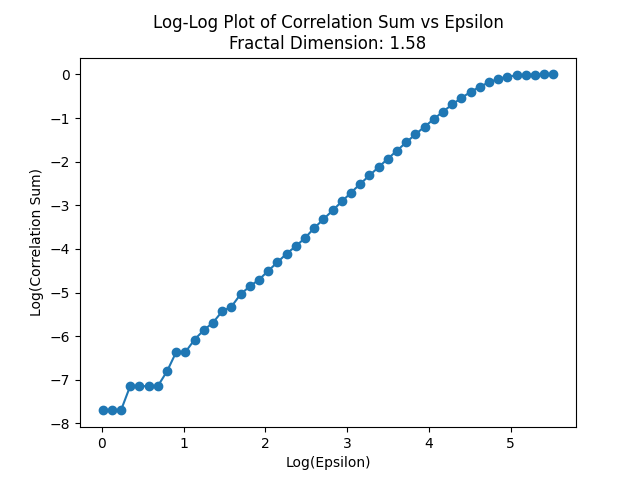 Log-Log Plot of Correlation Sum vs Epsilon
Fractal Dimension: 1.58
0
−1
−2
−3
−4
−5
−6
−7
−8
Log(Correlation Sum)
0 1 2 3 4 5
Log(Epsilon)